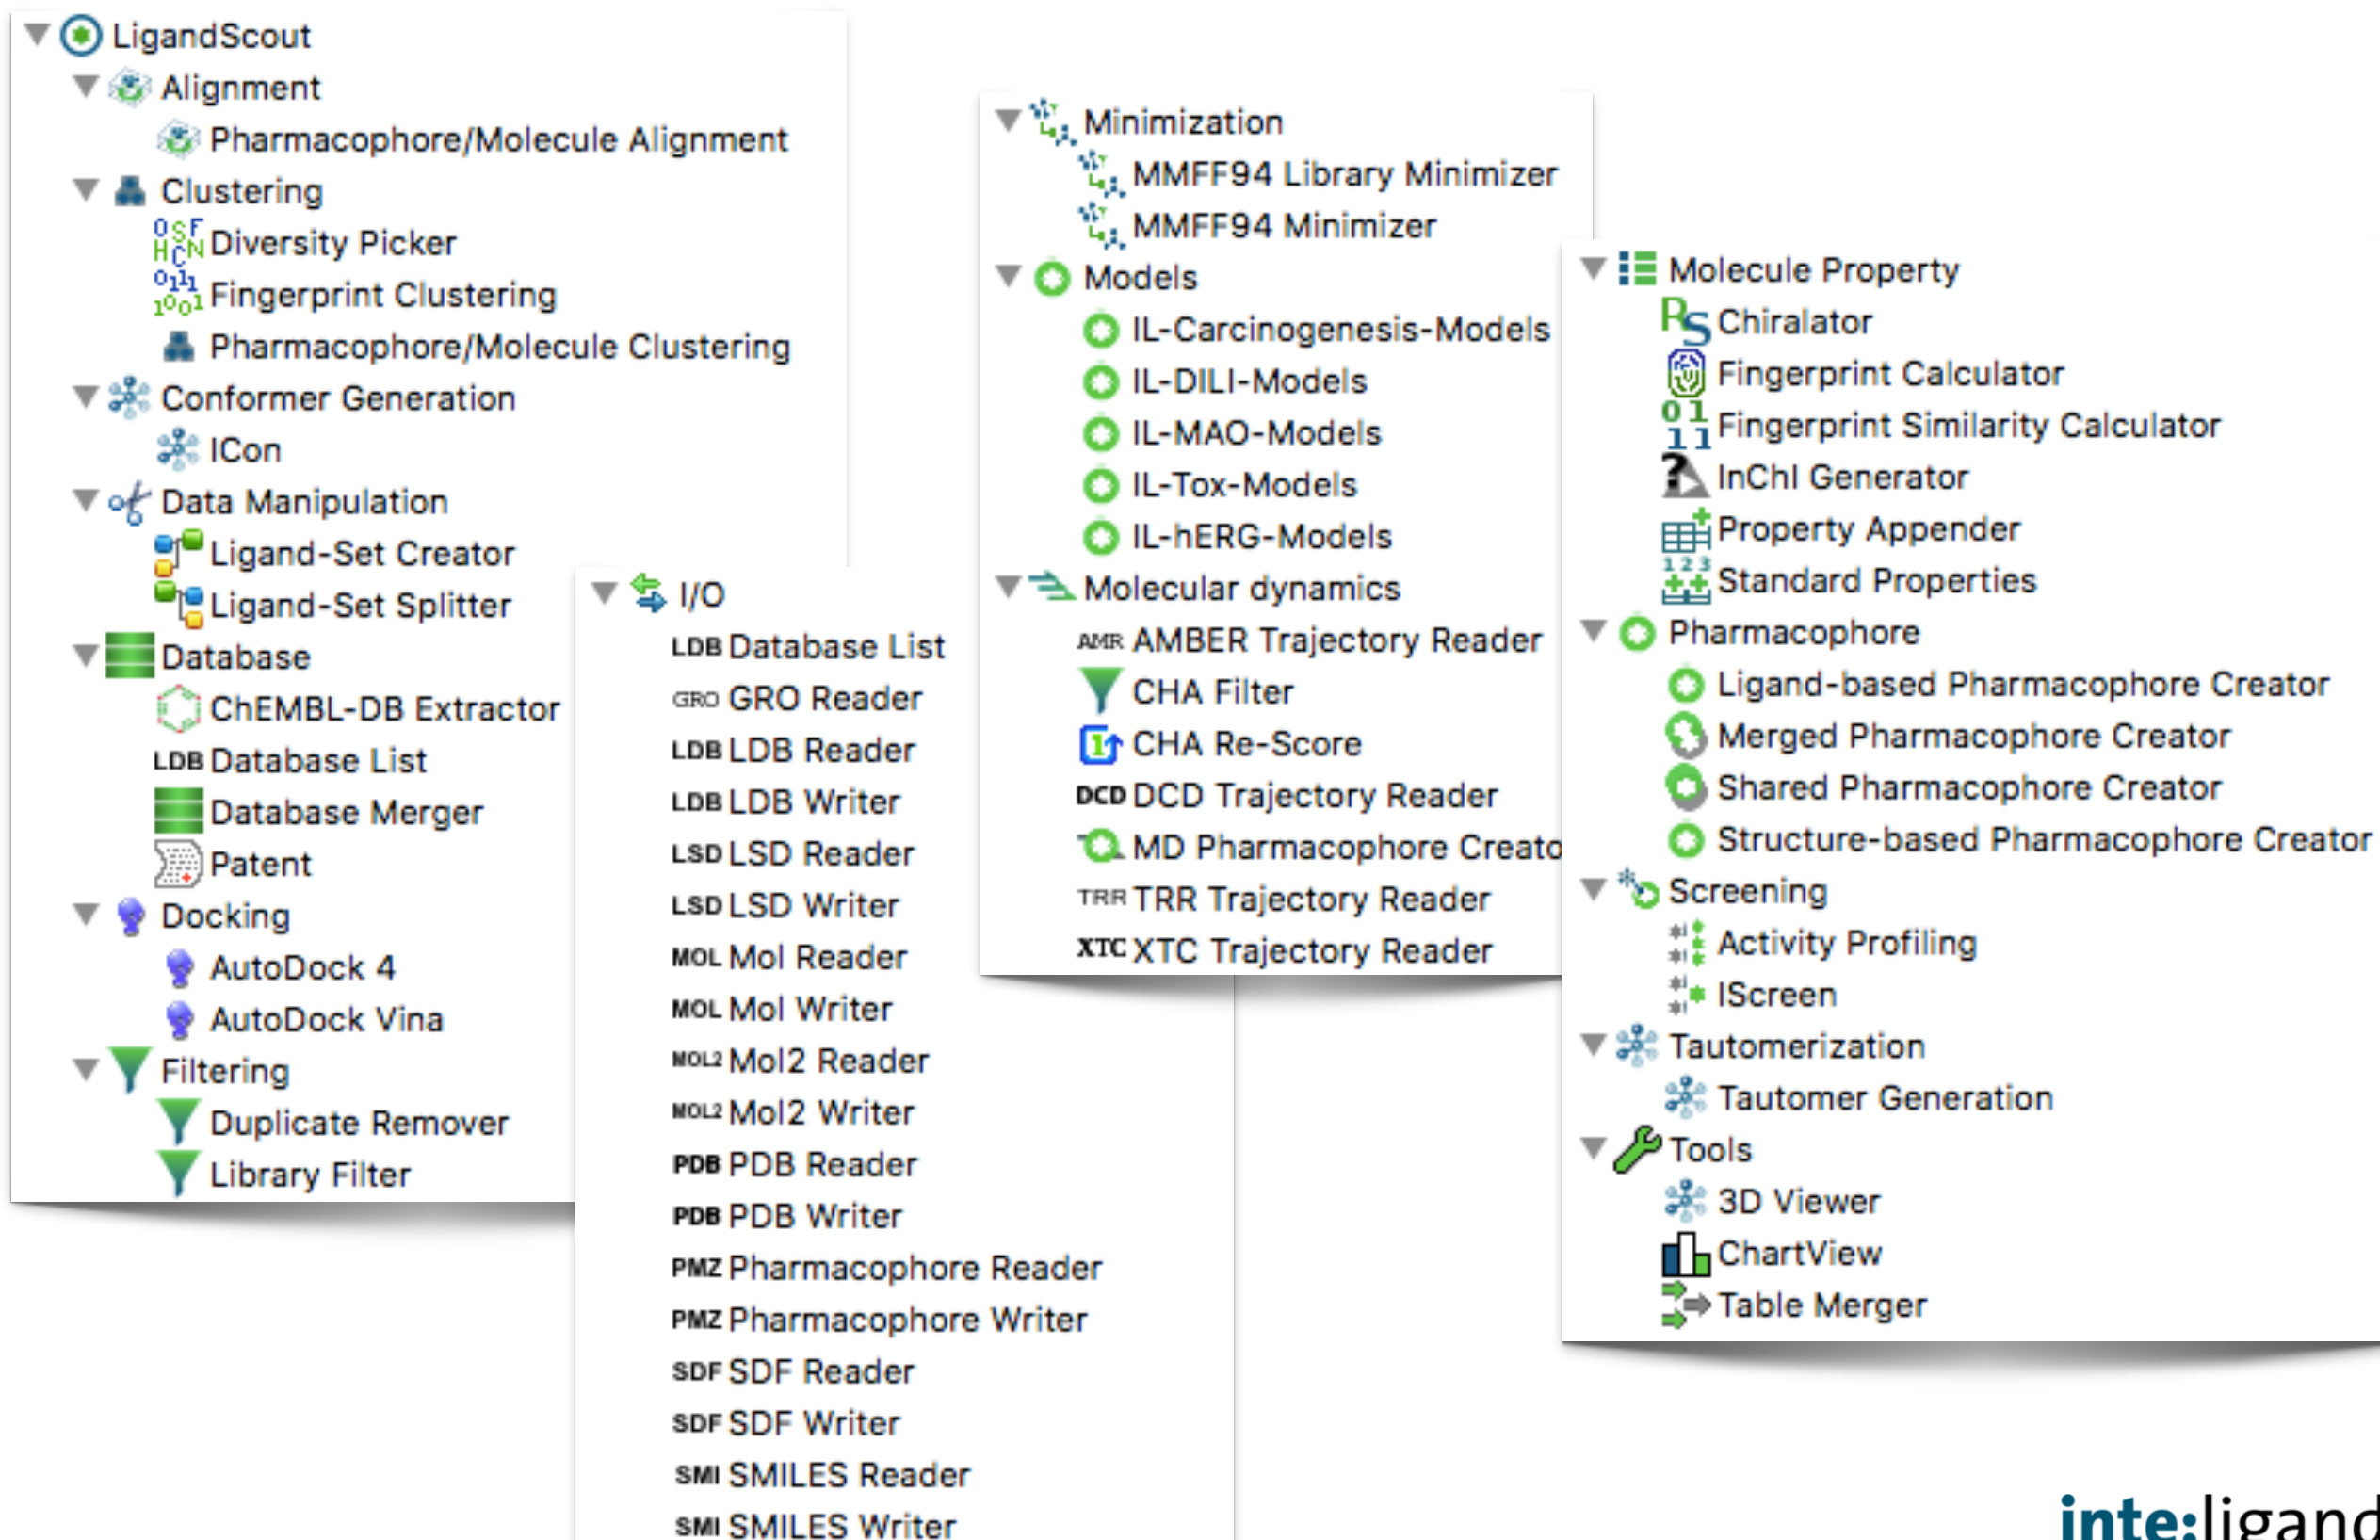 LigandScout
Alignment
Pharmacophore/Molecule Alignment
Clustering
Diversity Picker
Fingerprint Clustering
Pharmacophore/Molecule Clustering
Conformer Generation
ICon
Data Manipulation
Ligand-Set Creator
Ligand-Set Splitter
Database
ChEMBL-DB Extractor
LDB Database List
Database Merger
Patent
Docking
AutoDock 4
AutoDock Vina
Filtering
Duplicate Remover
Library Filter
I/O
LDB Database List
GRO GRO Reader
LDB LDB Reader
LDB LDB Writer
LSD LSD Reader
LSD LSD Writer
MOL Mol Reader
MOL Mol Writer
MOL2 Mol2 Reader
MOL2 Mol2 Writer
PDB PDB Reader
PDB PDB Writer
PMZ Pharmacophore Reader
PMZ Pharmacophore Writer
SDF SDF Reader
SDF SDF Writer
SMI SMILES Reader
SMI SMILES Writer
Minimization
MMFF94 Library Minimizer
MMFF94 Minimizer
Models
IL-Carcinogenesis-Models
IL-DILI-Models
IL-MAO-Models
IL-Tox-Models
IL-hERG-Models
Molecular dynamics
AMR AMBER Trajectory Reader
CHA Filter
CHA Re-Score
DCD DCD Trajectory Reader
MD Pharmacophore Creato
TRR TRR Trajectory Reader
XTC XTC Trajectory Reader
Molecule Property
Chiralator
Fingerprint Calculator
Fingerprint Similarity Calculator
InChI Generator
Property Appender
Standard Properties
Pharmacophore
Ligand-based Pharmacophore Creator
Merged Pharmacophore Creator
Shared Pharmacophore Creator
Structure-based Pharmacophore Creator
Screening
Activity Profiling
IScreen
Tautomerization
Tautomer Generation
Tools
3D Viewer
ChartView
Table Merger
inte:ligand